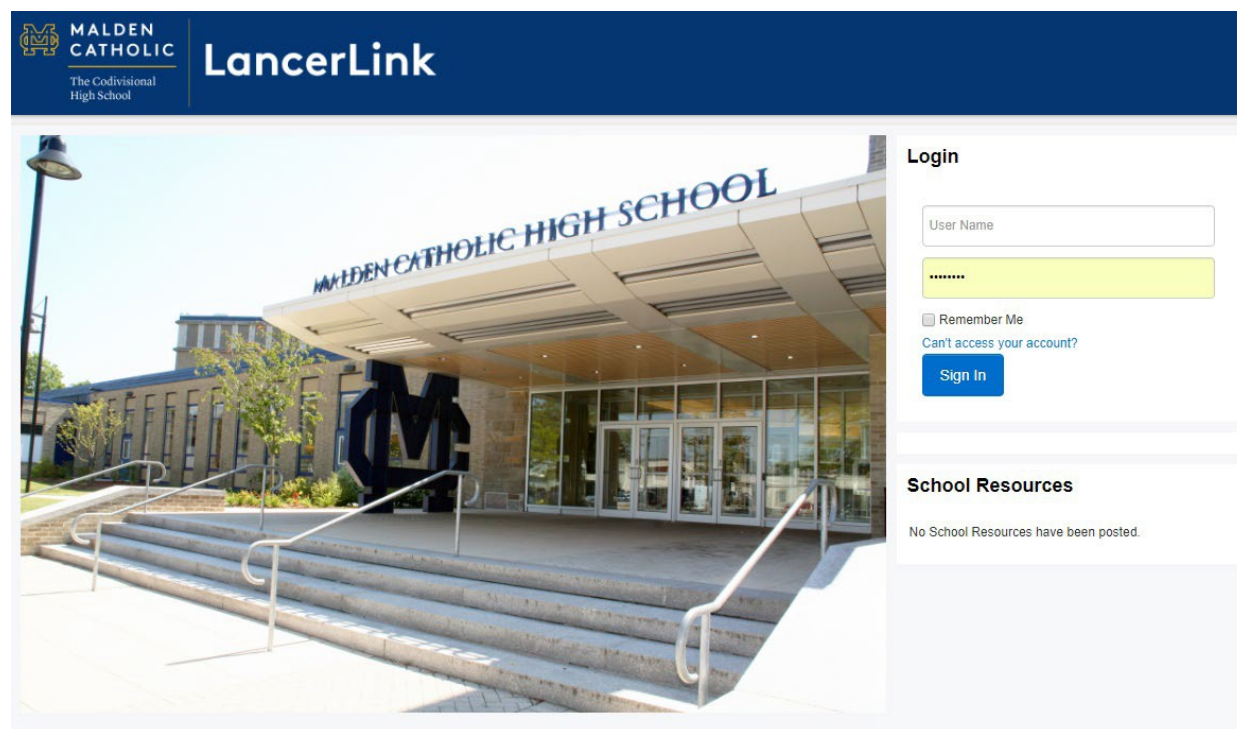 MALDEN
CATHOLIC
The Codivisional
High School
LancerLink
MALDEN CATHOLIC HIGH SCHOOL
MC
Login
User Name
••••••••
Remember Me
Can't access your account?
Sign In
School Resources
No School Resources have been posted.